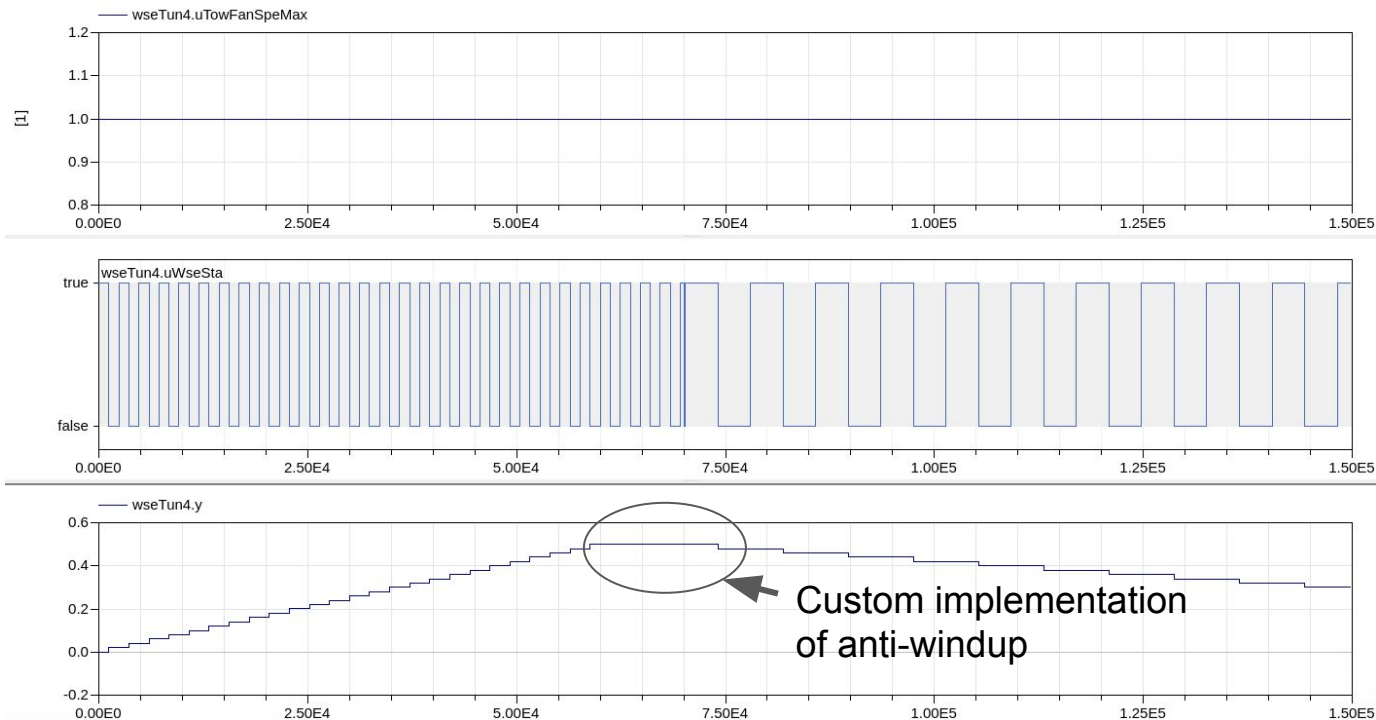 wseTun4.uTowFanSpeMax
1.2
1.1
1.0
0.9
0.8
[1]
0.00E0 2.50E4 5.00E4 7.50E4 1.00E5 1.25E5 1.50E5
wseTun4.uWseSta
true
false
0.00E0 2.50E4 5.00E4 7.50E4 1.00E5 1.25E5 1.50E5
wseTun4.y
0.6
0.4
0.2
0.0
-0.2
Custom implementation
of anti-windup
0.00E0 2.50E4 5.00E4 7.50E4 1.00E5 1.25E5 1.50E5